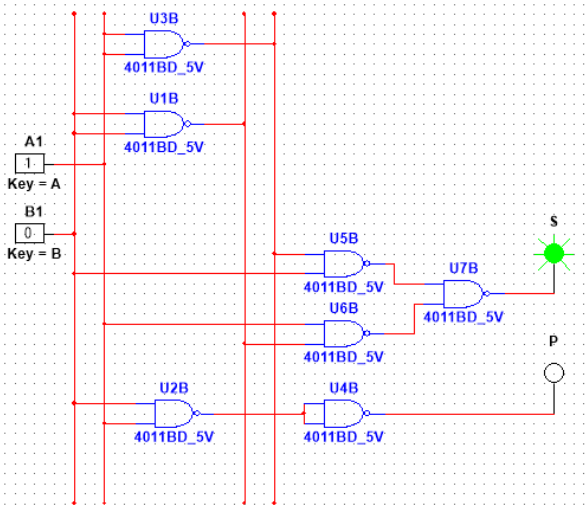 U3B
4011BD_5V
U1B
4011BD_5V
A1
1
Key = A
B1
0
Key = B
S
U5B
4011BD_5V
U7B
4011BD_5V
U6B
4011BD_5V
P
U2B
4011BD_5V
U4B
4011BD_5V